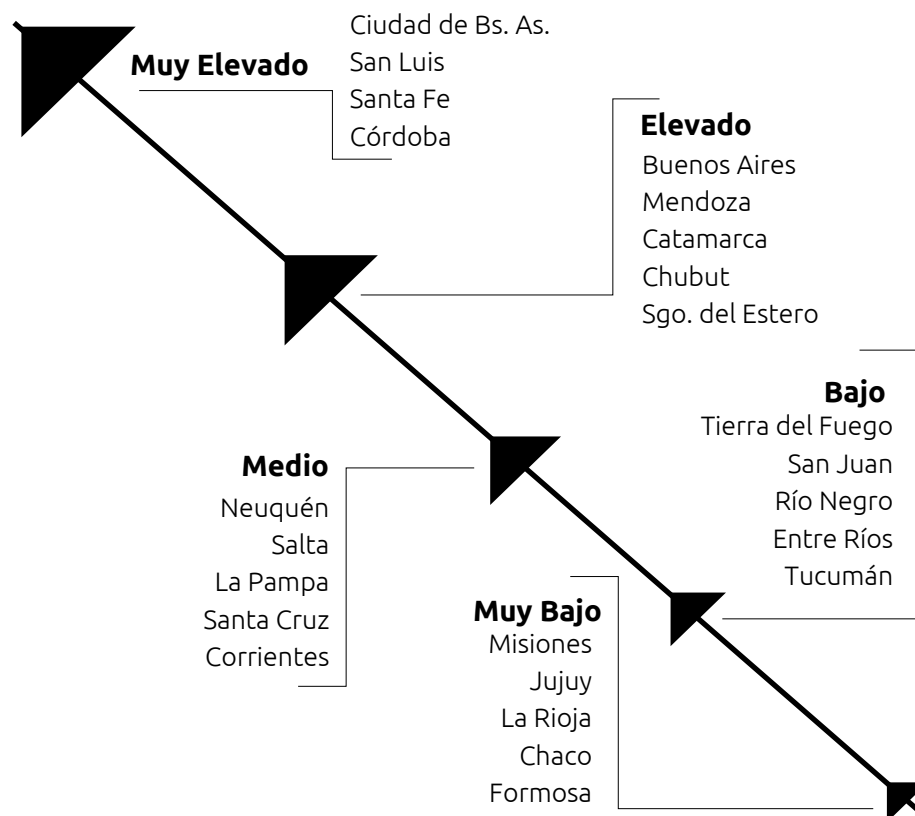 Muy Elevado
Ciudad de Bs. As.
San Luis
Santa Fe
Córdoba
Elevado
Buenos Aires
Mendoza
Catamarca
Chubut
Sgo. del Estero
Medio
Neuquén
Salta
La Pampa
Santa Cruz
Corrientes
Bajo
Tierra del Fuego
San Juan
Río Negro
Entre Ríos
Tucumán
Muy Bajo
Misiones
Jujuy
La Rioja
Chaco
Formosa